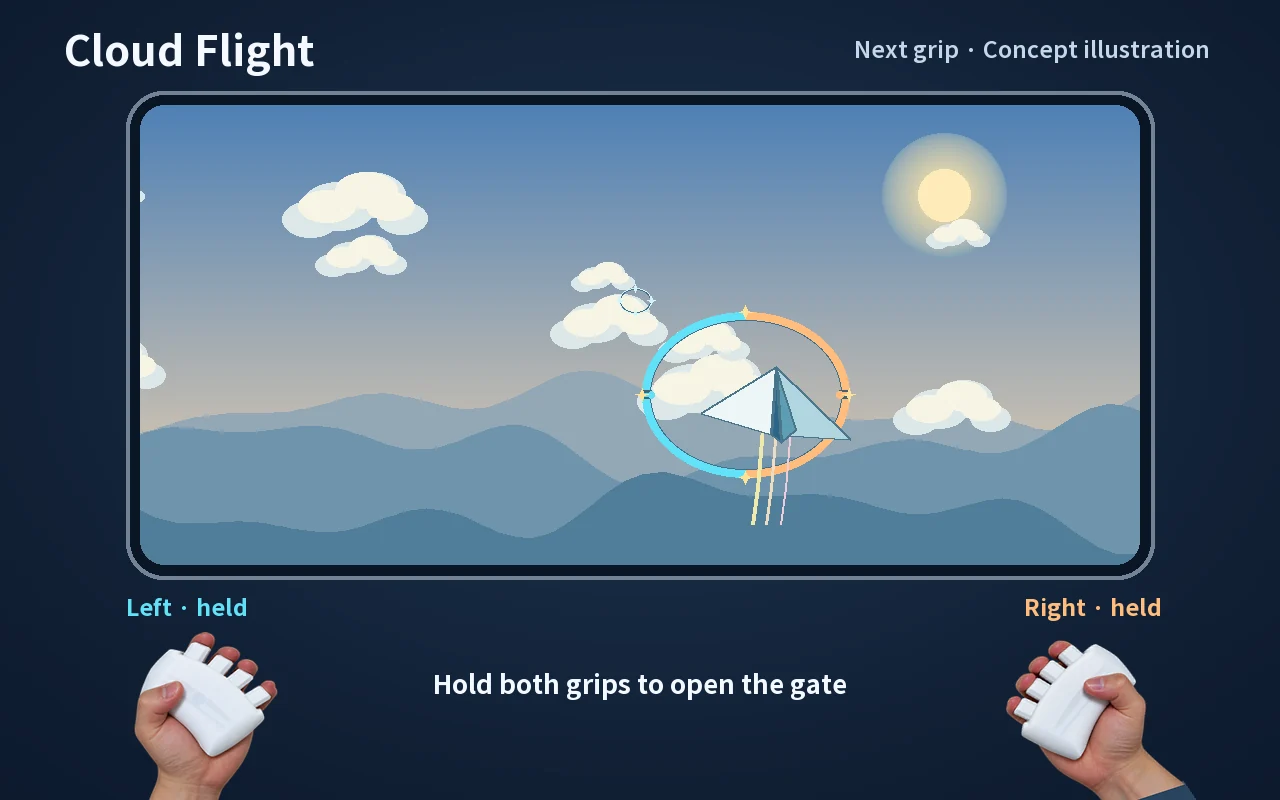 Cloud Flight
Next grip · Concept illustration
Left · held
Right · held
Hold both grips to open the gate